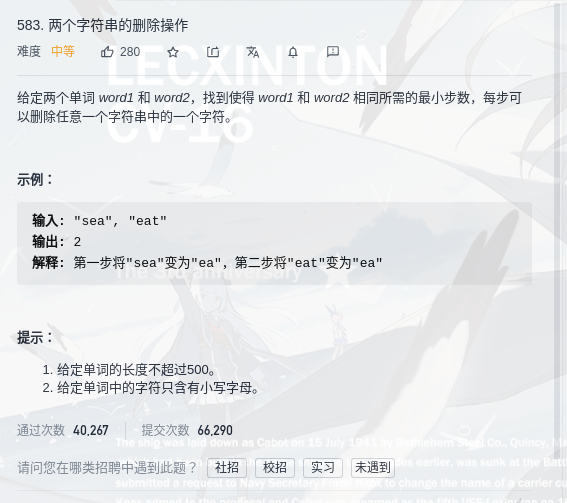 583. 两个字符串的删除操作
难度 中等 280
LEXINTON
CV-16
给定两个单词 word1 和 word2，找到使得 word1 和 word2 相同所需的最小步数，每步可
以删除任意一个字符串中的一个字符。
示例：
输入: "sea", "eat"
输出: 2
解释: 第一步将"sea"变为"ea"，第二步将"eat"变为"ea"
The 3rd anniversary
提示：
1. 给定单词的长度不超过500。
2. 给定单词中的字符只含有小写字母。
通过次数 40,267 提交次数 66,290
The ship was laid down as Cabot on 15 July 1941 by Bethlehem Steel Co., Quincy, Ma
请问您在哪类招聘中遇到此题？ 社招 校招 实习 未遇到
earlier, was sunk at the Batt
submitted a request to Navy Secretary Frank Knox to change the name of a carrier cu